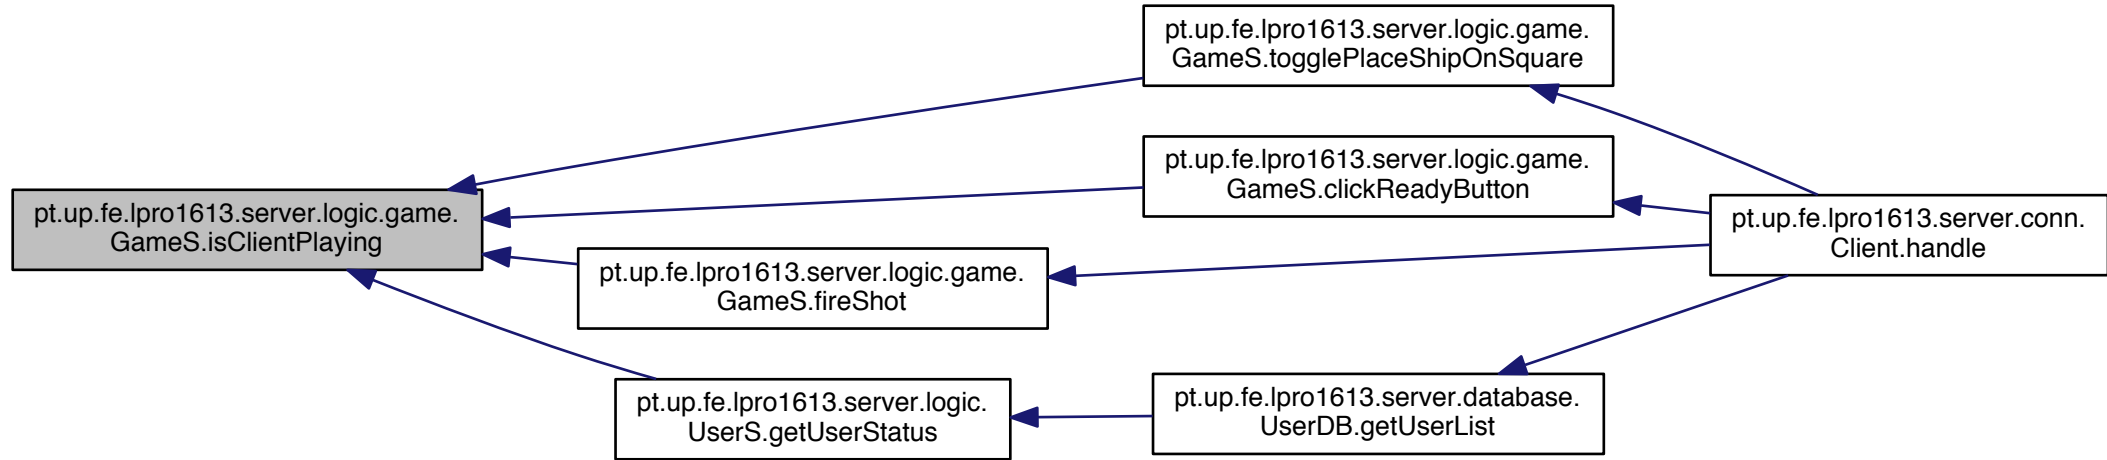 pt.up.fe.lpro1613.server.logic.game.
GameS.togglePlaceShipOnSquare
pt.up.fe.lpro1613.server.logic.game.
GameS.clickReadyButton
pt.up.fe.lpro1613.server.logic.game.
GameS.isClientPlaying
pt.up.fe.lpro1613.server.conn.
Client.handle
pt.up.fe.lpro1613.server.logic.game.
GameS.fireShot
pt.up.fe.lpro1613.server.logic.
UserS.getUserStatus
pt.up.fe.lpro1613.server.database.
UserDB.getUserList